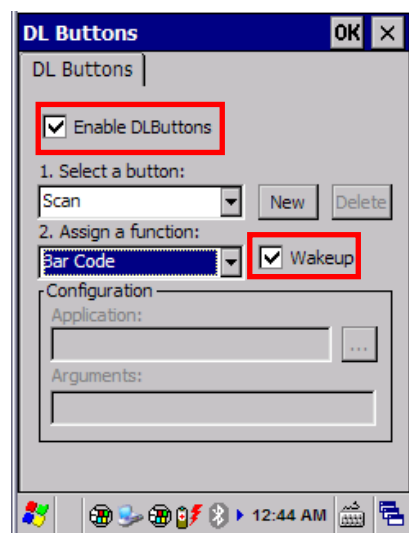 DL Buttons OK ×
DL Buttons
Enable DLButtons
1. Select a button:
Scan New Delete
2. Assign a function:
Bar Code Wakeup
Configuration
Application:
...
Arguments:
12:44 AM